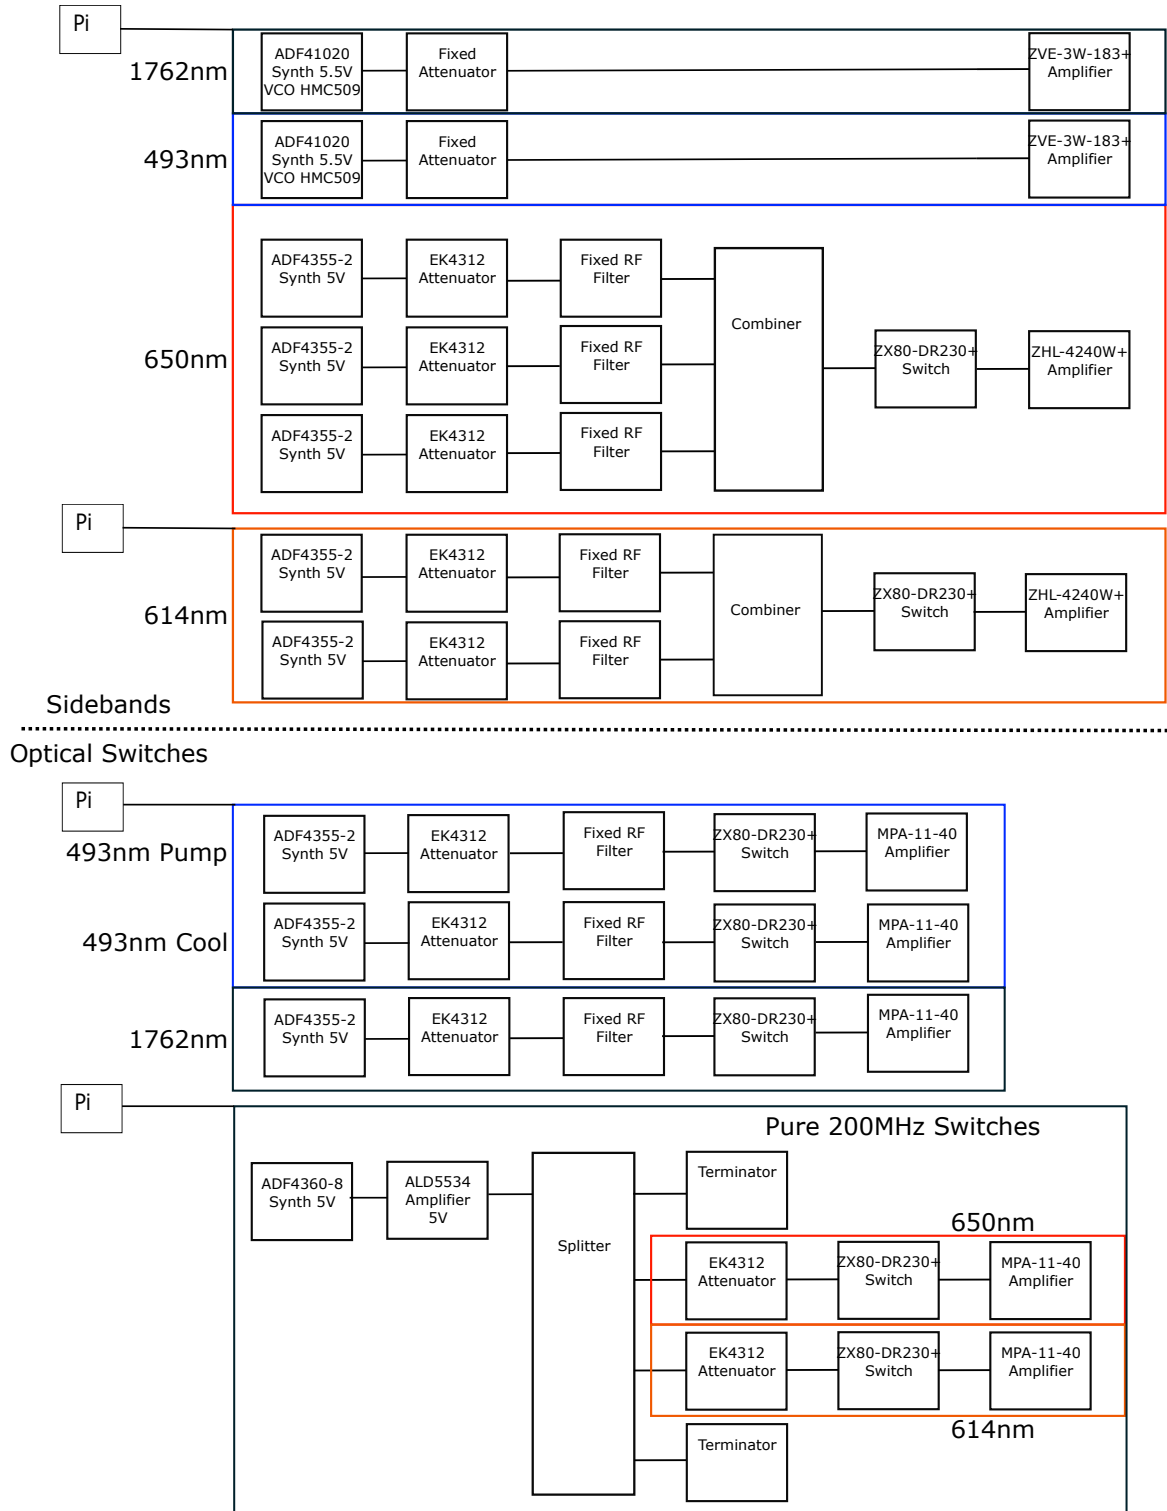 Pi
1762nm
ADF41020
Synth 5.5V
VCO HMC509
Fixed
Attenuator
ZVE-3W-183+
Amplifier
493nm
ADF41020
Synth 5.5V
VCO HMC509
Fixed
Attenuator
ZVE-3W-183+
Amplifier
650nm
ADF4355-2
Synth 5V
EK4312
Attenuator
Fixed RF
Filter
ADF4355-2
Synth 5V
EK4312
Attenuator
Fixed RF
Filter
ADF4355-2
Synth 5V
EK4312
Attenuator
Fixed RF
Filter
Combiner
ZX80-DR230+
Switch
ZHL-4240W+
Amplifier
Pi
614nm
ADF4355-2
Synth 5V
EK4312
Attenuator
Fixed RF
Filter
ADF4355-2
Synth 5V
EK4312
Attenuator
Fixed RF
Filter
Combiner
ZX80-DR230+
Switch
ZHL-4240W+
Amplifier
Sidebands
Optical Switches
Pi
493nm Pump
ADF4355-2
Synth 5V
EK4312
Attenuator
Fixed RF
Filter
ZX80-DR230+
Switch
MPA-11-40
Amplifier
493nm Cool
ADF4355-2
Synth 5V
EK4312
Attenuator
Fixed RF
Filter
ZX80-DR230+
Switch
MPA-11-40
Amplifier
1762nm
ADF4355-2
Synth 5V
EK4312
Attenuator
Fixed RF
Filter
ZX80-DR230+
Switch
MPA-11-40
Amplifier
Pi
Pure 200MHz Switches
ADF4360-8
Synth 5V
ALD5534
Amplifier
5V
Splitter
Terminator
650nm
EK4312
Attenuator
ZX80-DR230+
Switch
MPA-11-40
Amplifier
EK4312
Attenuator
ZX80-DR230+
Switch
MPA-11-40
Amplifier
614nm
Terminator